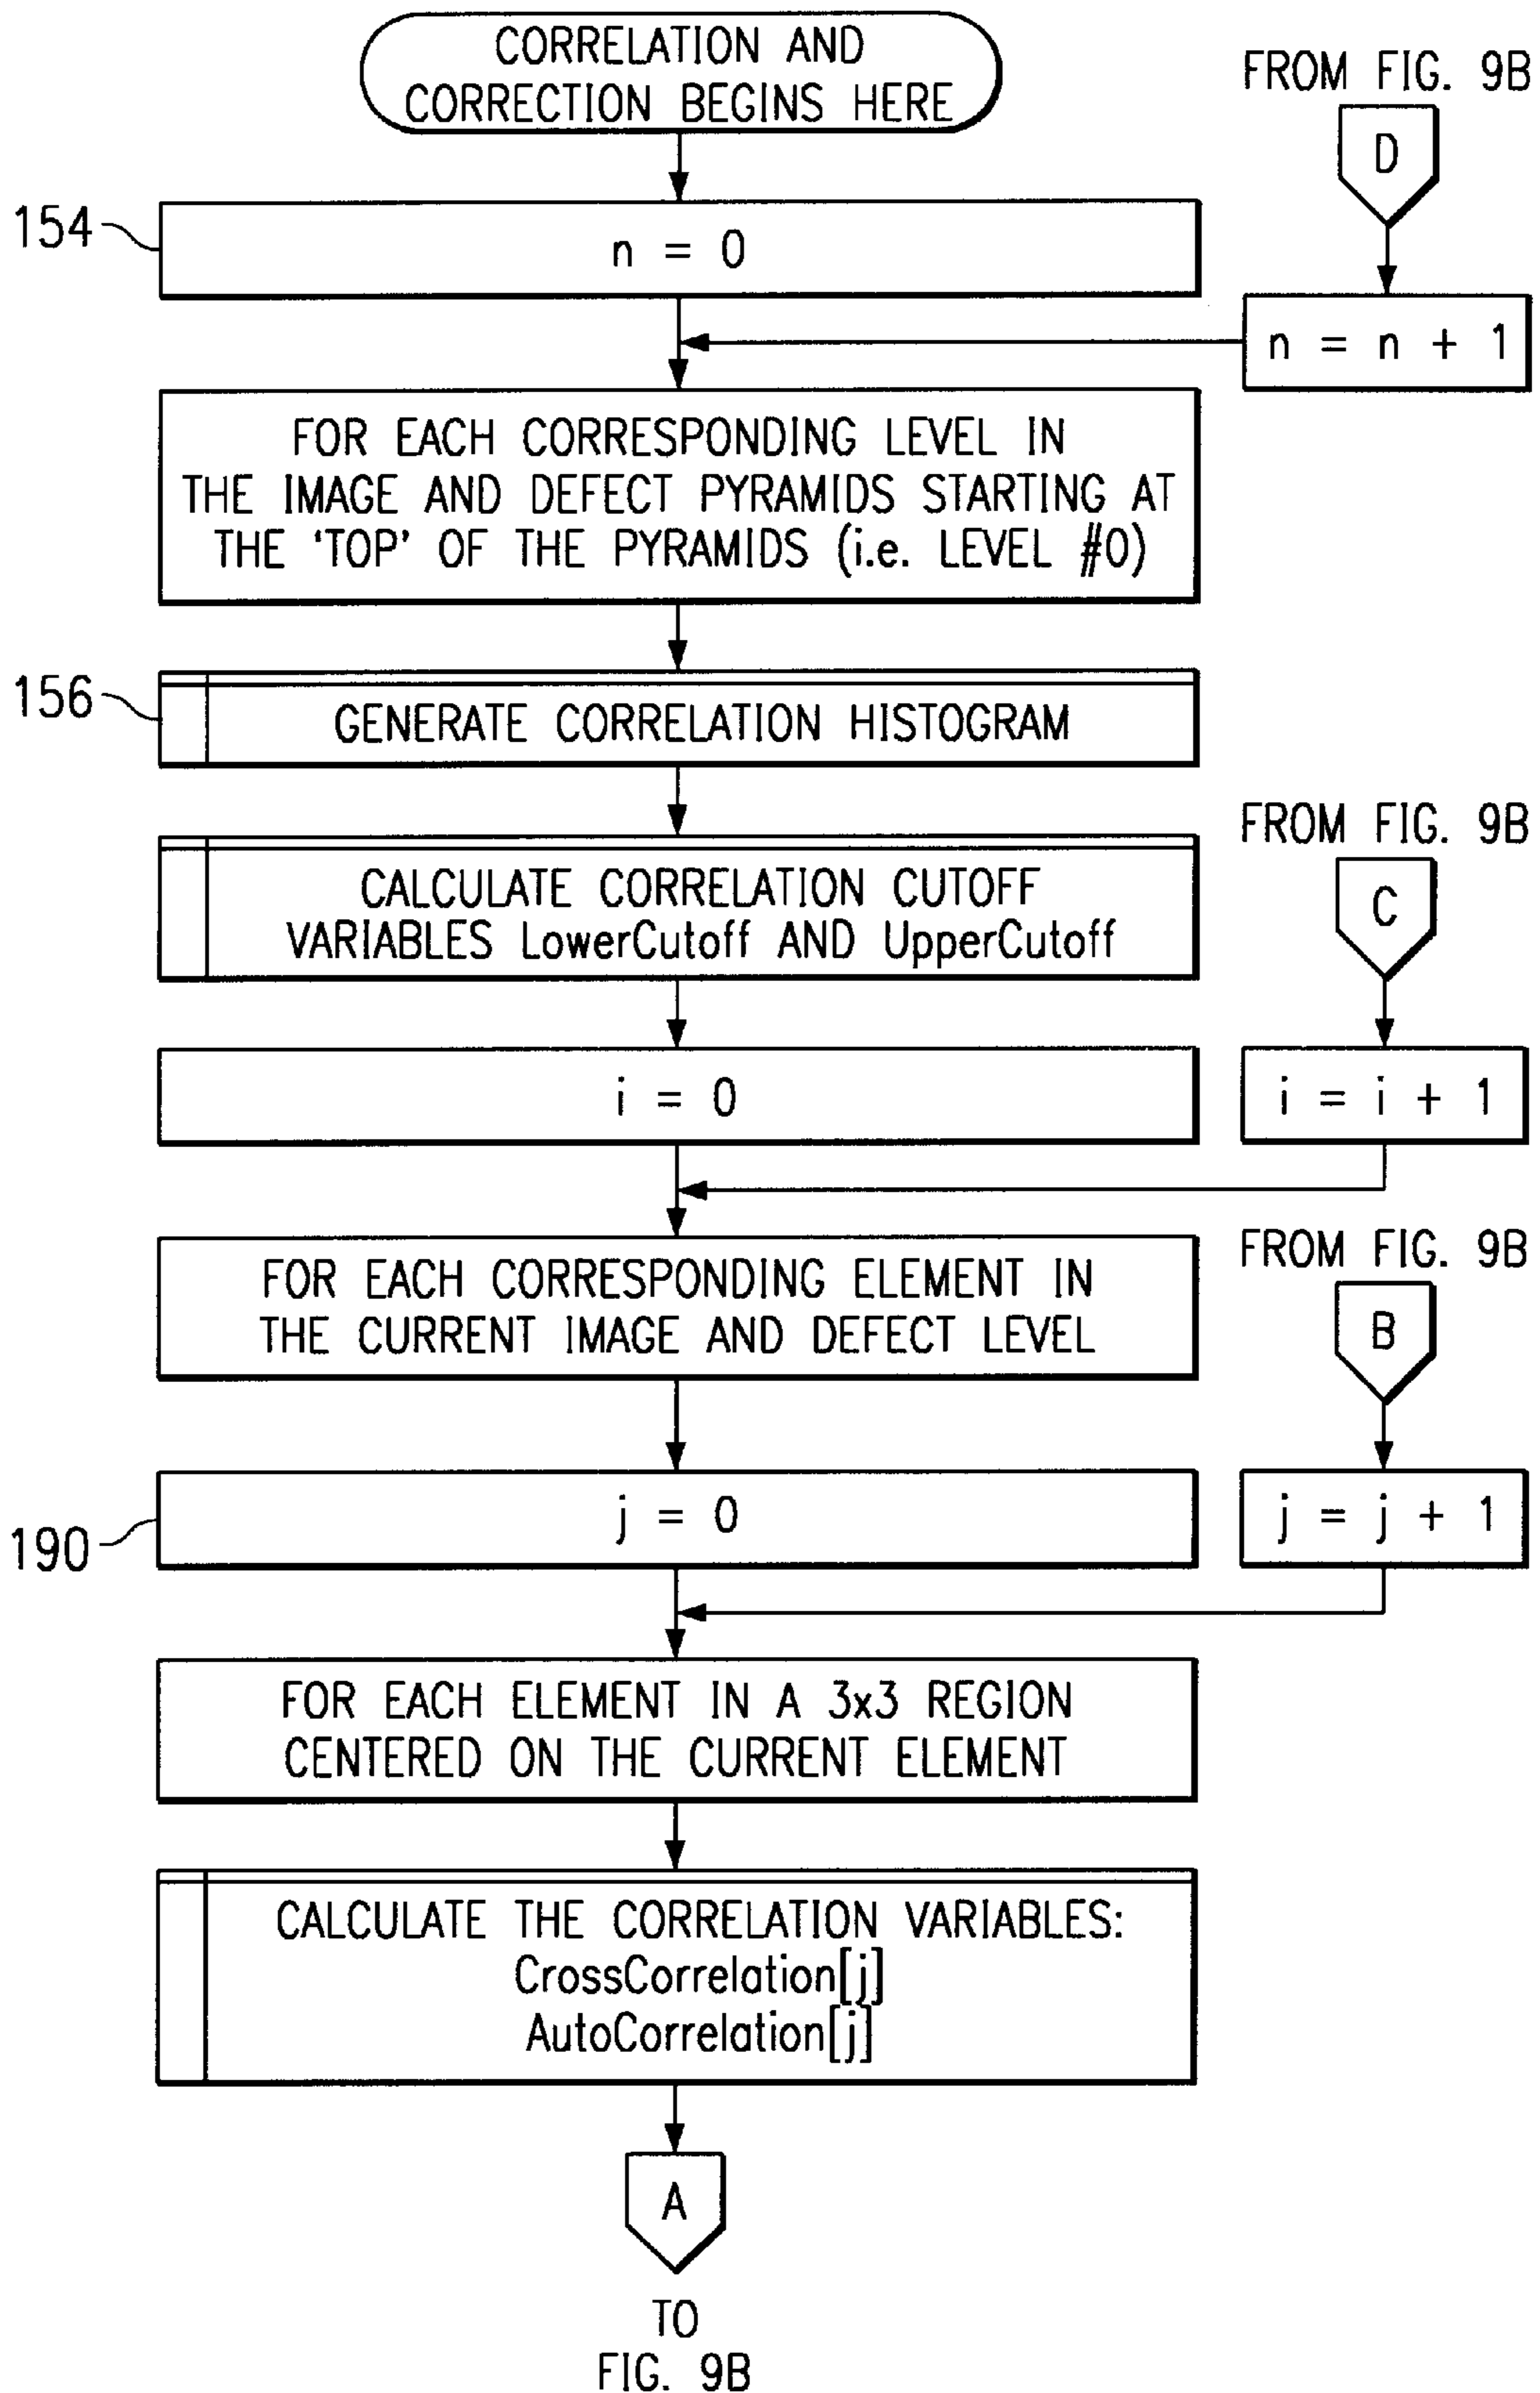 CORRELATION AND
CORRECTION BEGINS HERE
FROM FIG. 9B
D
154
n = 0
n = n + 1
FOR EACH CORRESPONDING LEVEL IN
THE IMAGE AND DEFECT PYRAMIDS STARTING AT
THE 'TOP' OF THE PYRAMIDS (i.e. LEVEL #0)
156
GENERATE CORRELATION HISTOGRAM
FROM FIG. 9B
C
CALCULATE CORRELATION CUTOFF
VARIABLES LowerCutoff AND UpperCutoff
i = 0
i = i + 1
FROM FIG. 9B
B
FOR EACH CORRESPONDING ELEMENT IN
THE CURRENT IMAGE AND DEFECT LEVEL
190
j = 0
j = j + 1
FOR EACH ELEMENT IN A 3x3 REGION
CENTERED ON THE CURRENT ELEMENT
CALCULATE THE CORRELATION VARIABLES:
CrossCorrelation[j]
AutoCorrelation[j]
A
TO
FIG. 9B